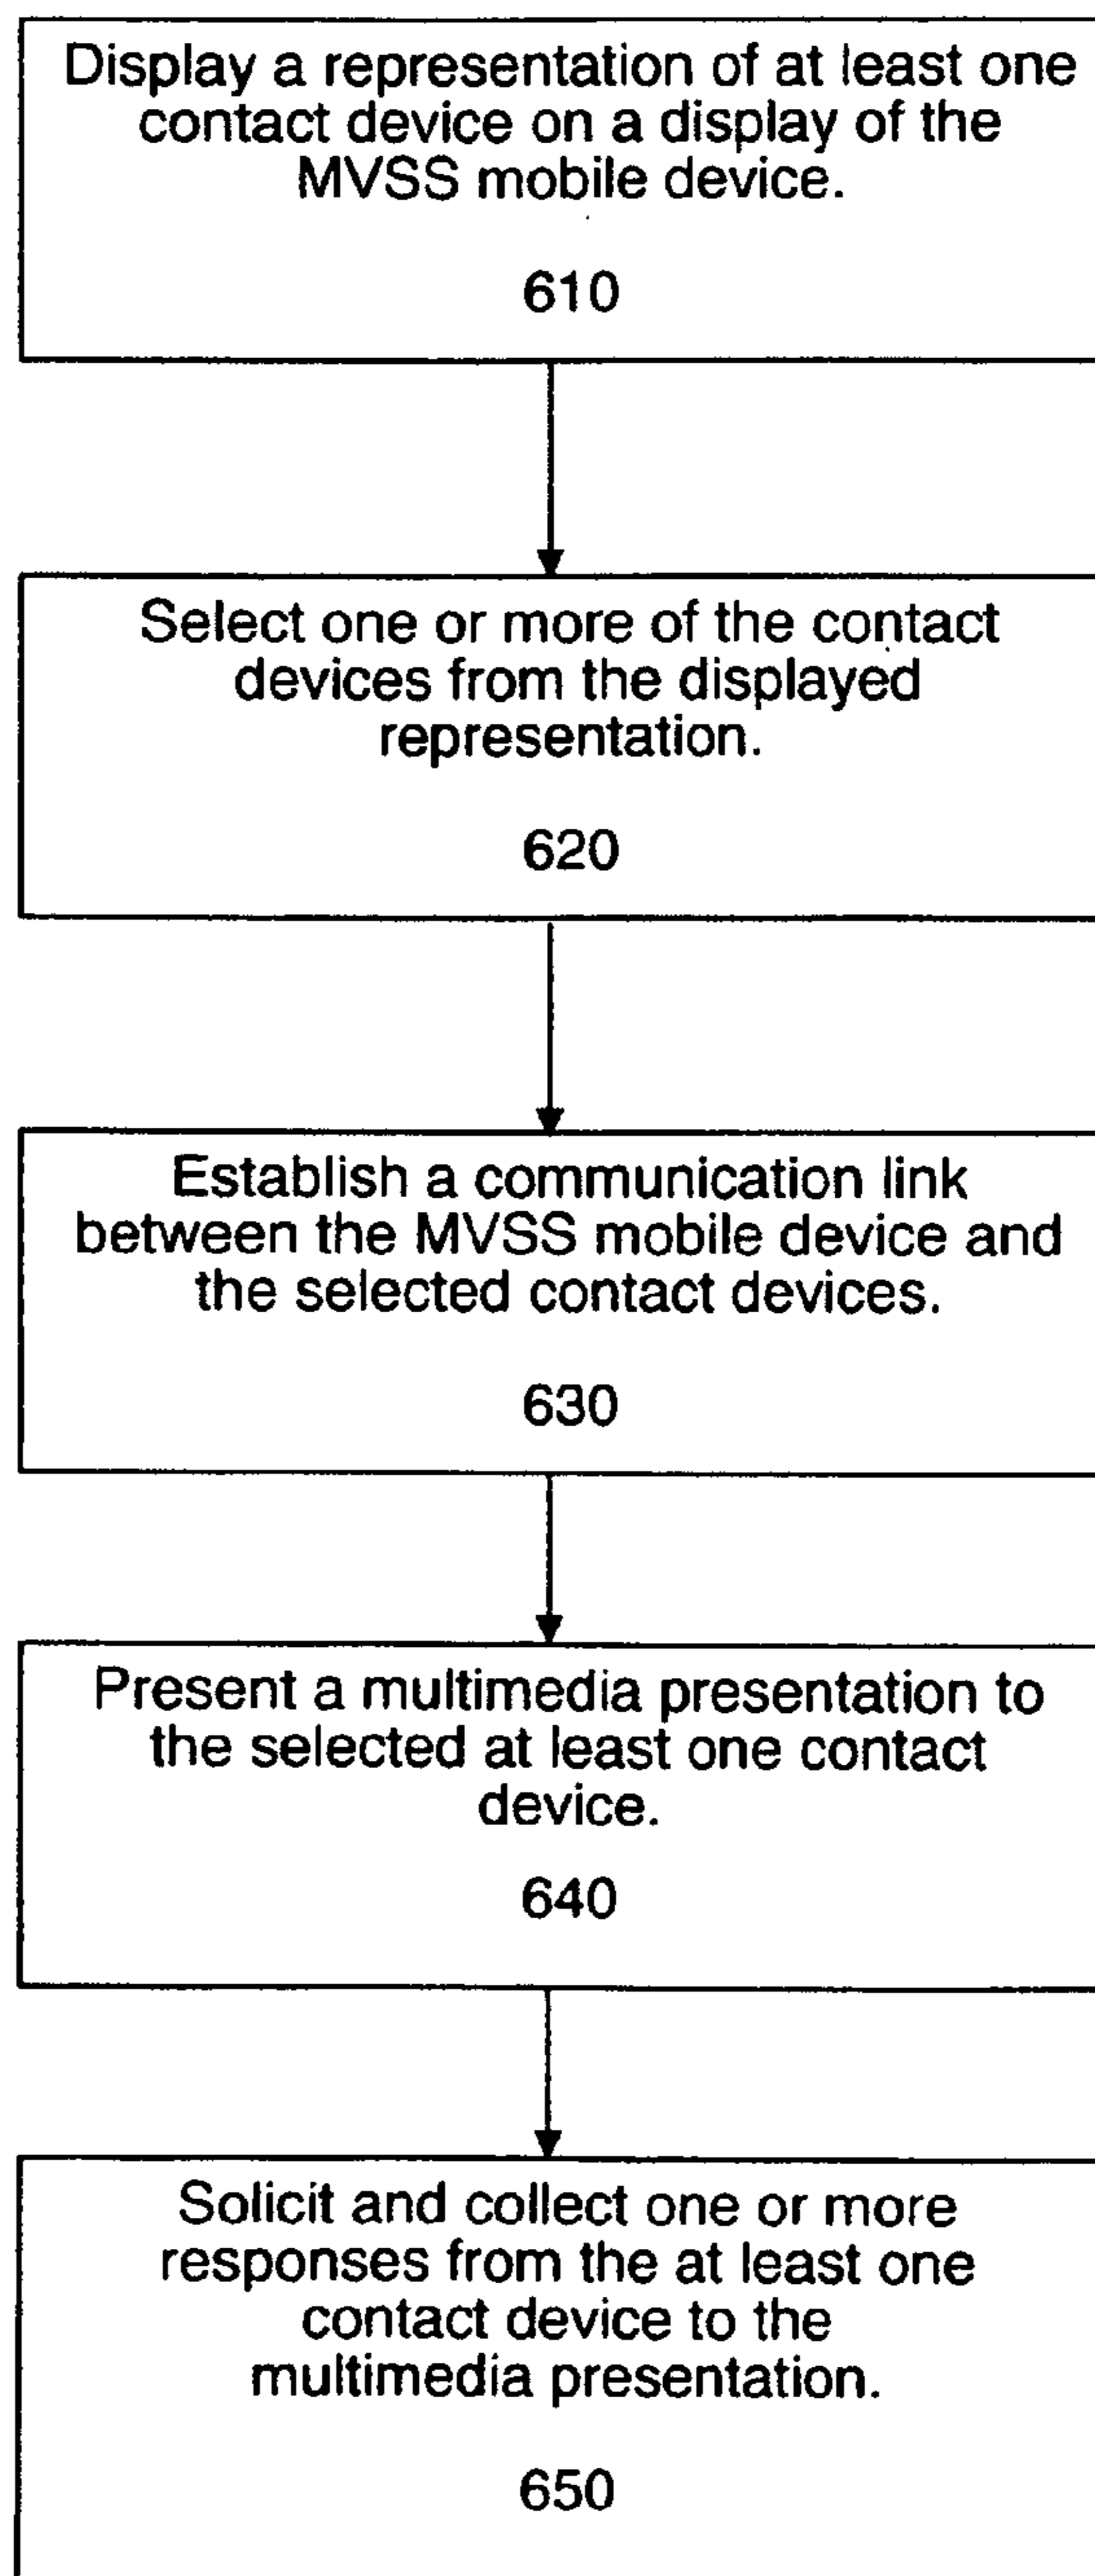 Display a representation of at least one
contact device on a display of the
MVSS mobile device.
610
Select one or more of the contact
devices from the displayed
representation.
620
Establish a communication link
between the MVSS mobile device and
the selected contact devices.
630
Present a multimedia presentation to
the selected at least one contact
device.
640
Solicit and collect one or more
responses from the at least one
contact device to the
multimedia presentation.
650